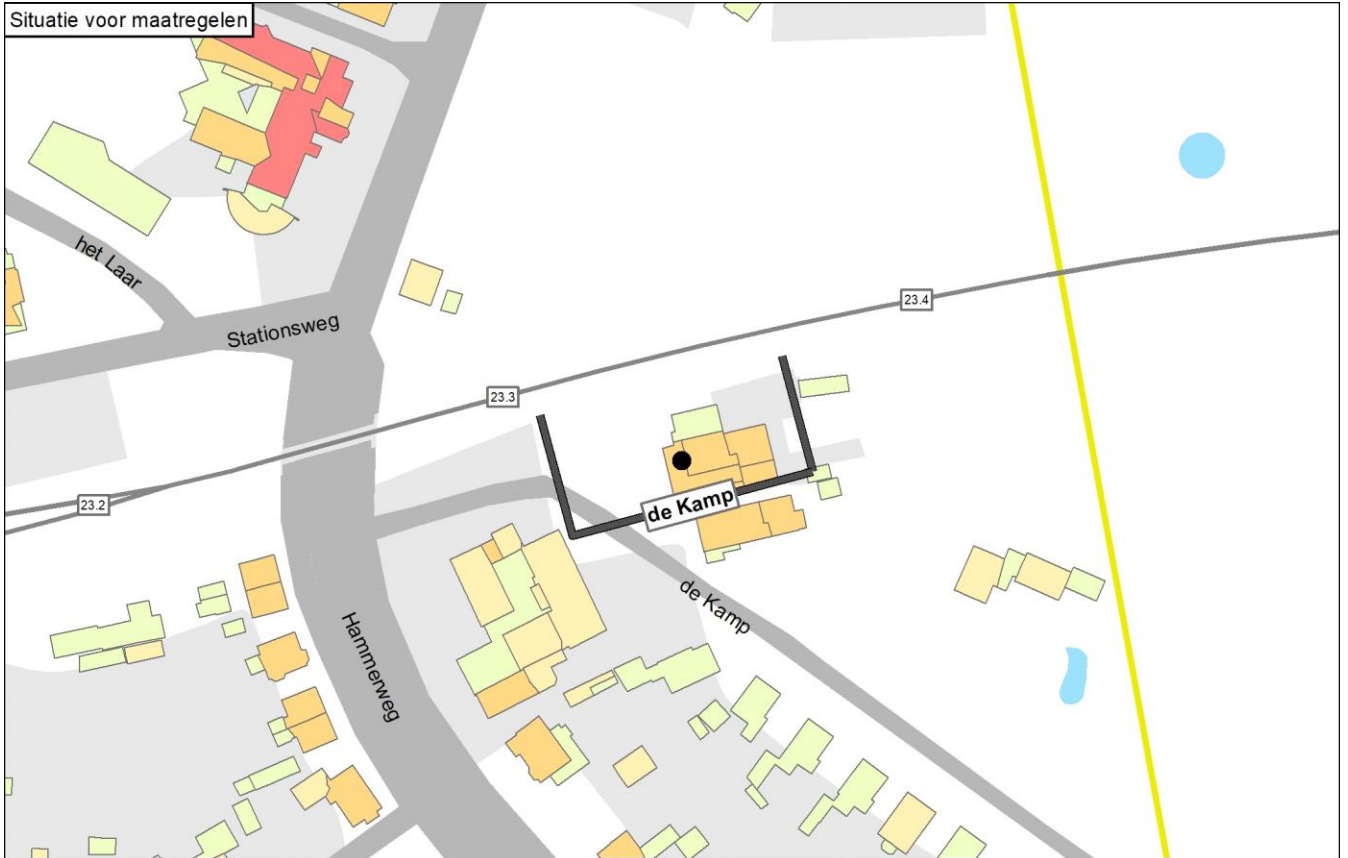 Situatie voor maatregelen
het Laar
Stationsweg
23.4
23.3
23.2
de Kamp
de Kamp
Hammerweg